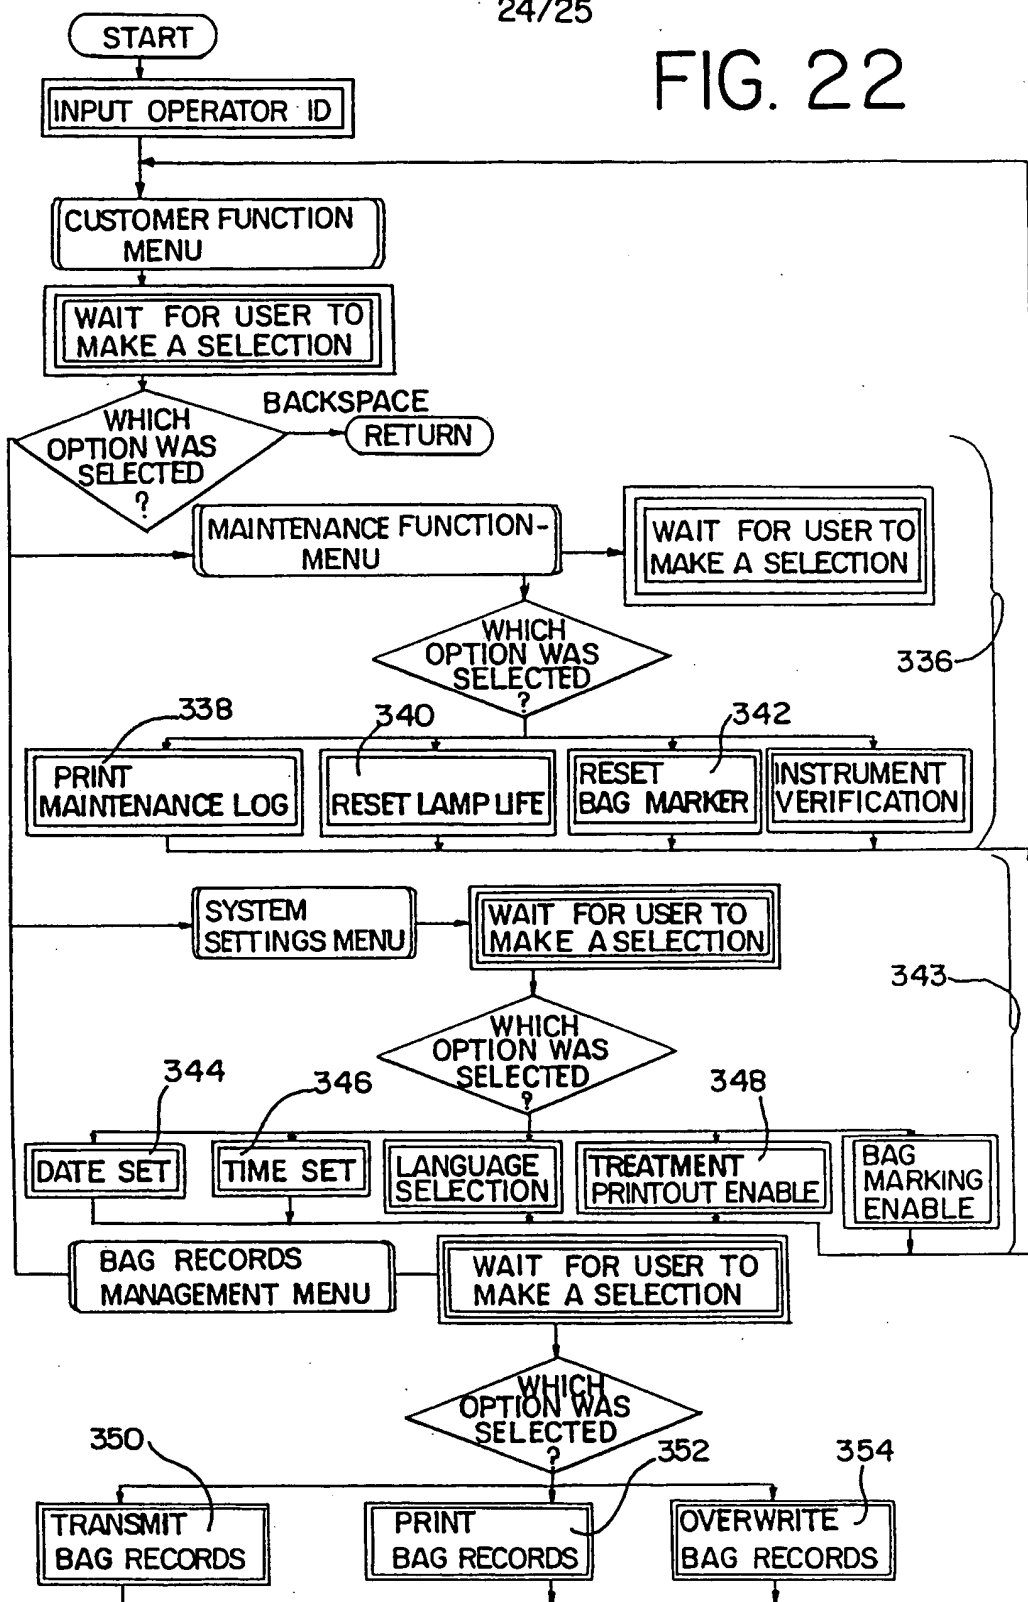 24/25
FIG. 22
START
INPUT OPERATOR ID
CUSTOMER FUNCTION
MENU
WAIT FOR USER TO
MAKE A SELECTION
WHICH
OPTION WAS
SELECTED
?
BACKSPACE
RETURN
MAINTENANCE FUNCTION-
MENU
WAIT FOR USER TO
MAKE A SELECTION
WHICH
OPTION WAS
SELECTED
?
336
338
340
342
PRINT
MAINTENANCE LOG
RESET LAMP LIFE
RESET
BAG MARKER
INSTRUMENT
VERIFICATION
SYSTEM
SETTINGS MENU
WAIT FOR USER TO
MAKE A SELECTION
343
WHICH
OPTION WAS
SELECTED
?
344
346
348
DATE SET
TIME SET
LANGUAGE
SELECTION
TREATMENT
PRINTOUT ENABLE
BAG
MARKING
ENABLE
BAG RECORDS
MANAGEMENT MENU
WAIT FOR USER TO
MAKE A SELECTION
WHICH
OPTION WAS
SELECTED
?
350
352
354
TRANSMIT
BAG RECORDS
PRINT
BAG RECORDS
OVERWRITE
BAG RECORDS